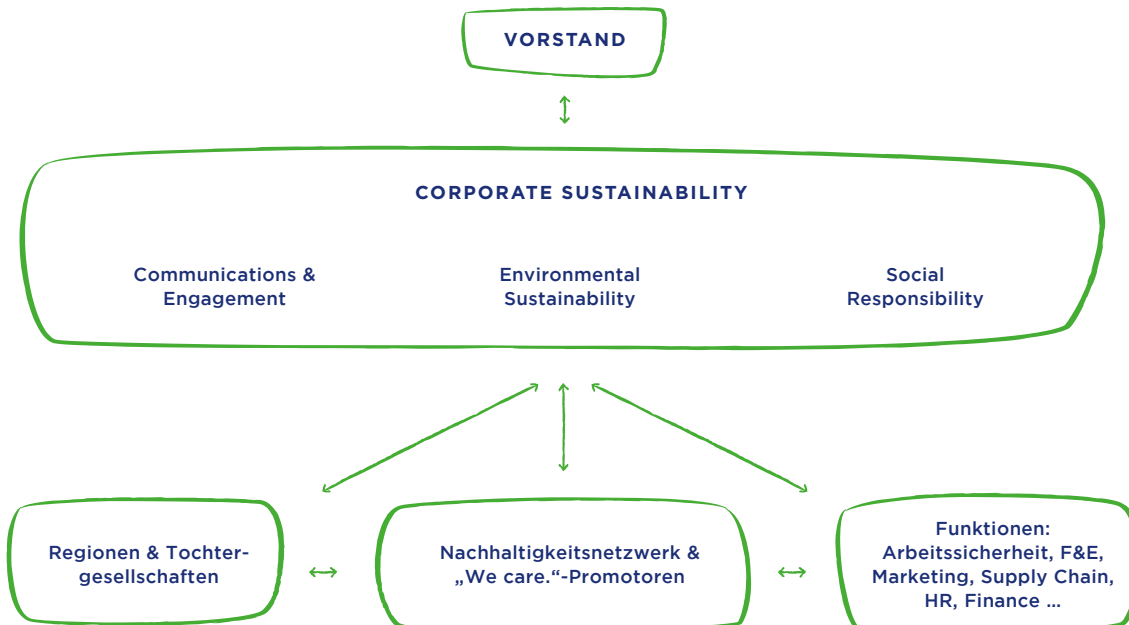 VORSTAND
CORPORATE SUSTAINABILITY
Communications &
Engagement
Environmental
Sustainability
Social
Responsibility
Regionen & Tochter-
gesellschaften
Nachhaltigkeitsnetzwerk &
„We care.“-Promotoren
Funktionen:
Arbeitssicherheit, F&E,
Marketing, Supply Chain,
HR, Finance ...